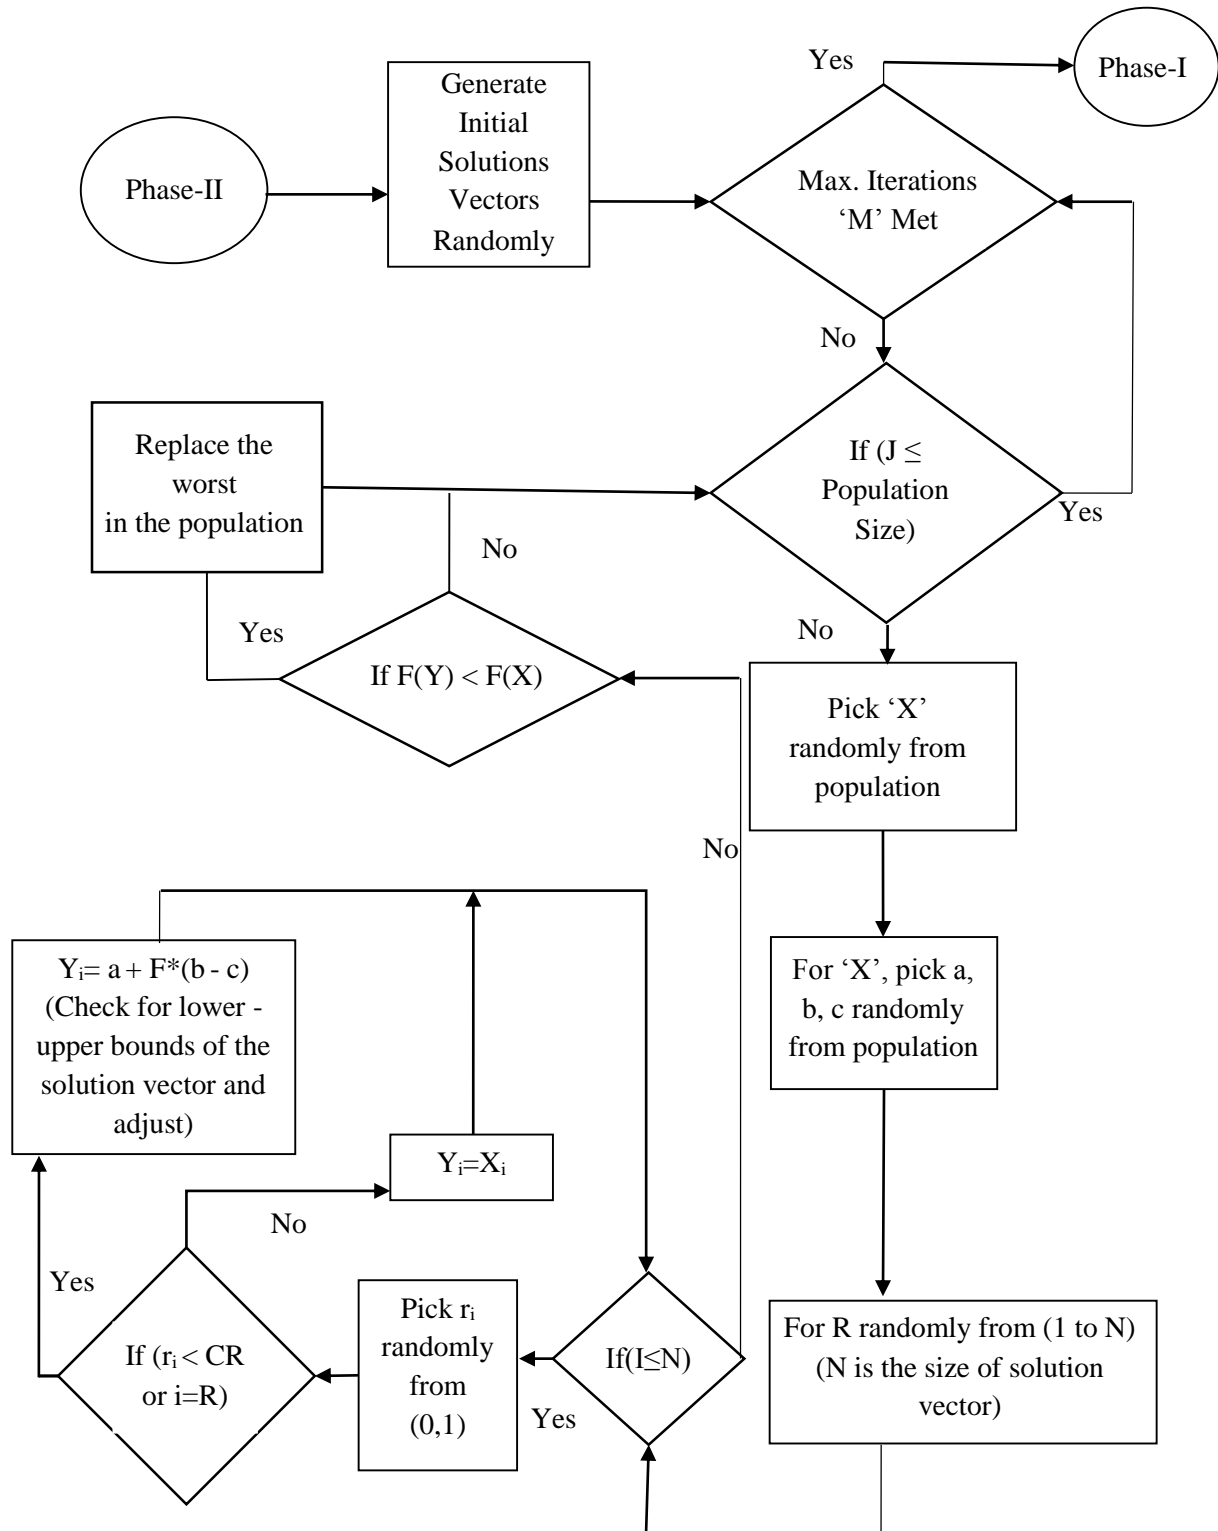 Yes
Phase-I
Generate
Initial
Solutions
Vectors
Randomly
Phase-II
Max. Iterations
‘M’ Met
No
If (J ≤
Population
Size)
Yes
Replace the
worst
in the population
No
Yes
No
If F(Y) < F(X)
Pick ‘X’
randomly from
population
No
Yᵢ= a + F*(b - c)
(Check for lower -
upper bounds of the
solution vector and
adjust)
For ‘X’, pick a,
b, c randomly
from population
Yᵢ=Xᵢ
No
Yes
If (rᵢ < CR
or i=R)
Pick rᵢ
randomly
from
(0,1)
If(I≤N)
Yes
For R randomly from (1 to N)
(N is the size of solution
vector)